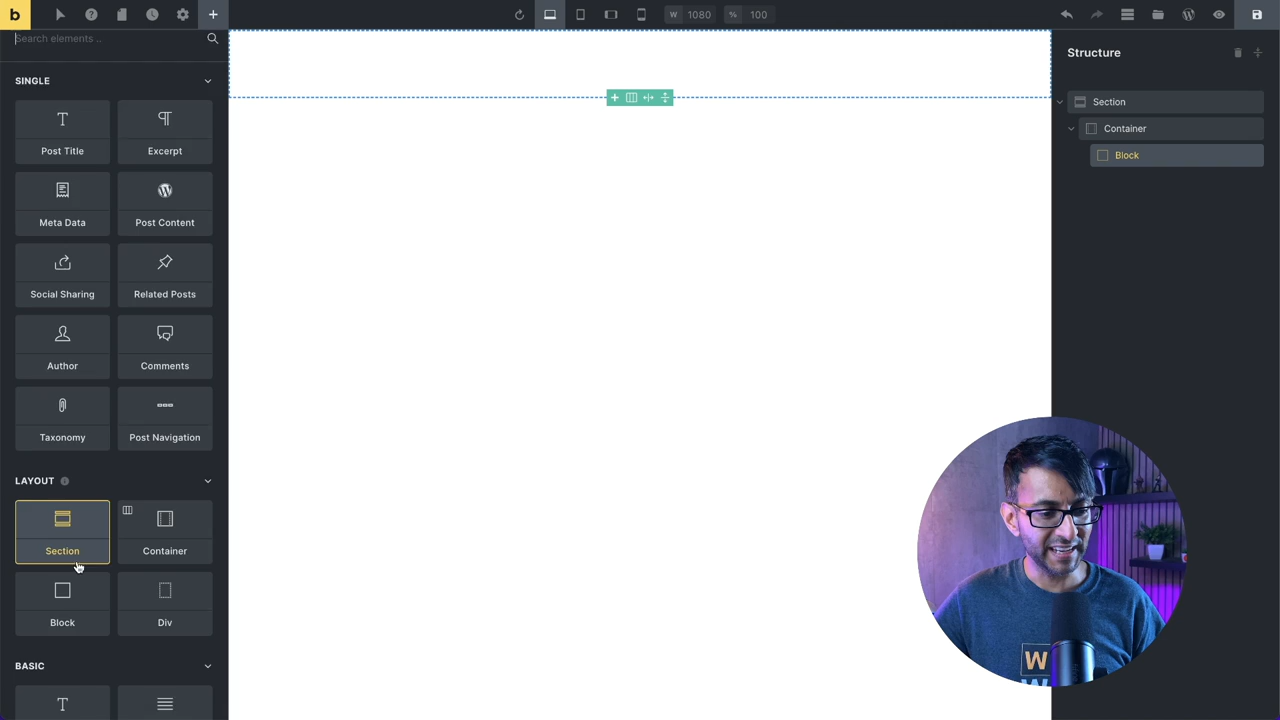 b
W 1080 % 100
Search elements ..
Structure
SINGLE
Section
Post Title
Excerpt
Container
Block
Meta Data
Post Content
Social Sharing
Related Posts
Author
Comments
Taxonomy
Post Navigation
LAYOUT
Section
Container
Block
Div
BASIC
W
W